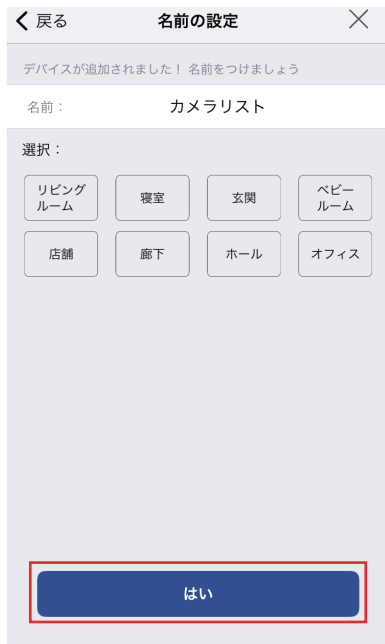 戻る 名前の設定
デバイスが追加されました！ 名前をつけましょう
名前： カメラリスト
選択：
リビング
ルーム
寝室
玄関
ベビー
ルーム
店舗
廊下
ホール
オフィス
はい